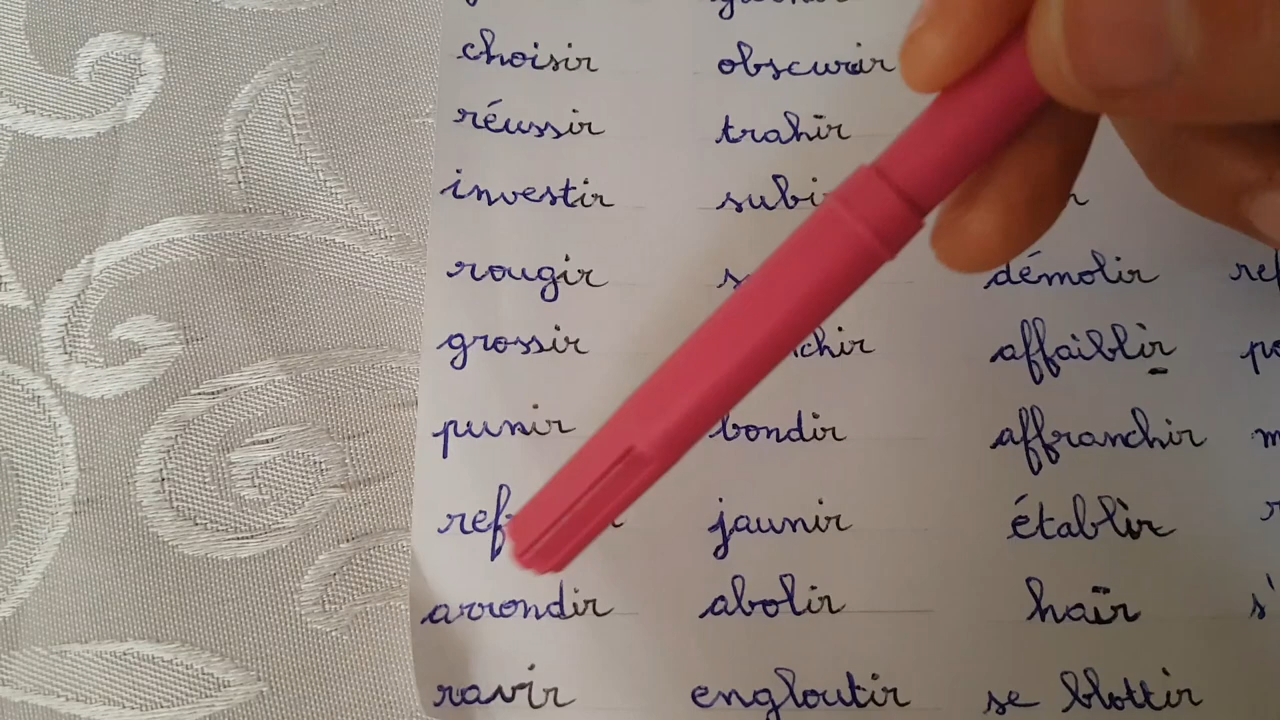 choisir obscurir
réussir trahir
investir
rougir démolir
grossir affaiblir
punir bondir affranchir
jaunir établir
arrondir abolir haïr
ravir engloutir se blottir